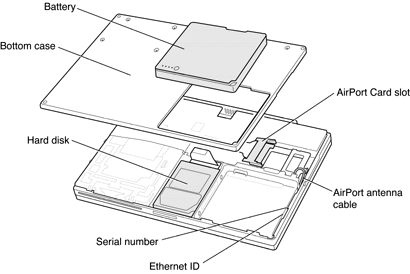 Battery
Bottom case
AirPort Card slot
Hard disk
AirPort antenna
cable
Serial number
Ethernet ID